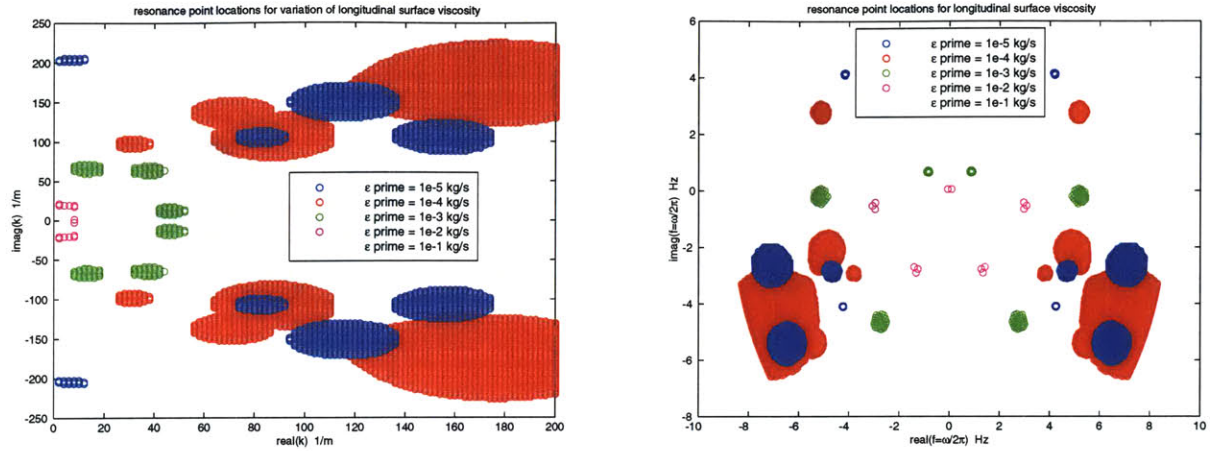 resonance point locations for variation of longitudinal surface viscosity
250
200
150
100
50
0
-50
-100
-150
-200
-250
imag(k) 1/m
0 20 40 60 80 100 120 140 160 180 200
real(k) 1/m
ε prime = 1e-5 kg/s
ε prime = 1e-4 kg/s
ε prime = 1e-3 kg/s
ε prime = 1e-2 kg/s
ε prime = 1e-1 kg/s
resonance point locations for longitudinal surface viscosity
6
4
2
0
-2
-4
-6
-8
imag(f=ω/2π) Hz
-10 -8 -6 -4 -2 0 2 4 6 8 10
real(f=ω/2π) Hz
ε prime = 1e-5 kg/s
ε prime = 1e-4 kg/s
ε prime = 1e-3 kg/s
ε prime = 1e-2 kg/s
ε prime = 1e-1 kg/s